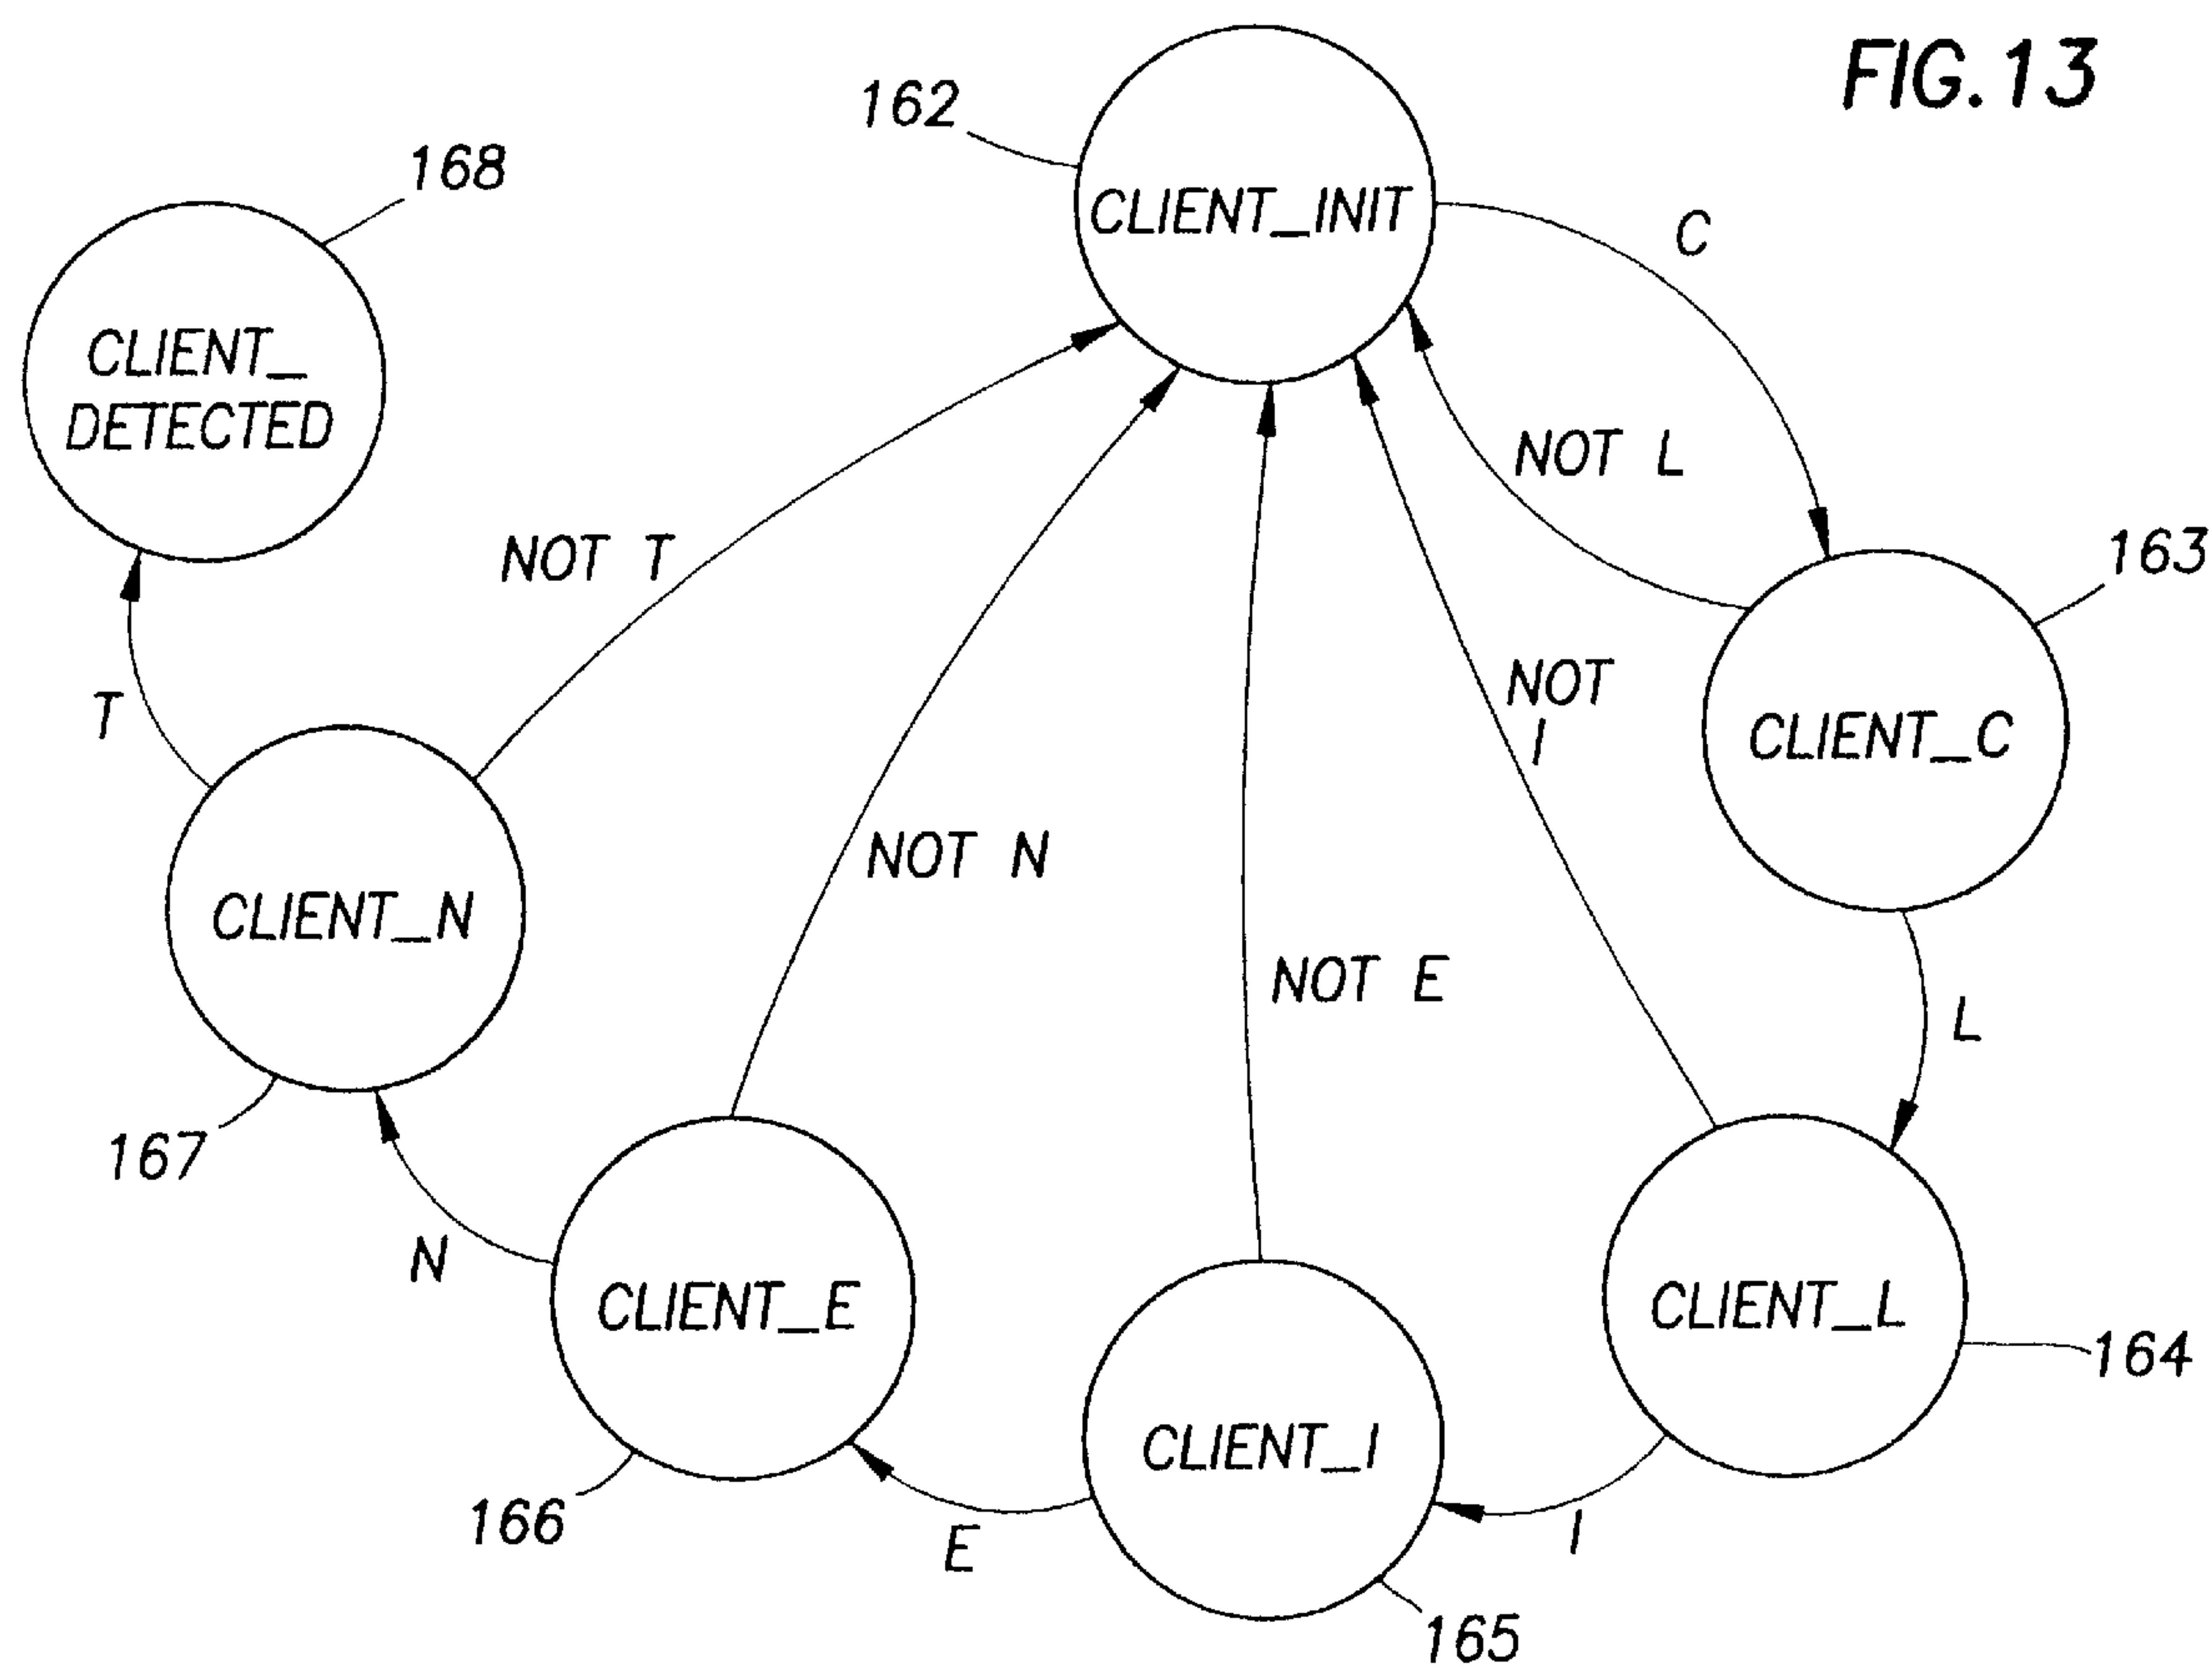 FIG. 13
162
168
CLIENT_INIT
C
CLIENT_
DETECTED
NOT L
NOT T
163
NOT
I
T
CLIENT_C
NOT N
CLIENT_N
NOT E
L
167
N
CLIENT_E
CLIENT_L
164
CLIENT_I
166
E
I
165